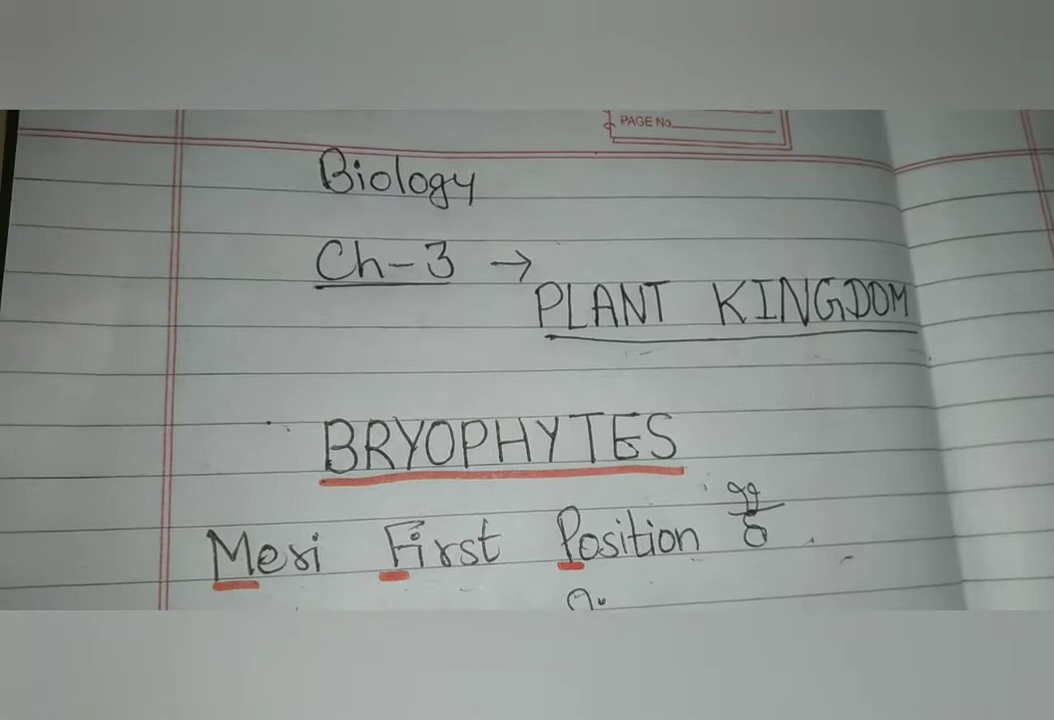 PAGE No.
Biology
Ch-3 →
PLANT KINGDOM
BRYOPHYTES
Meri First Position